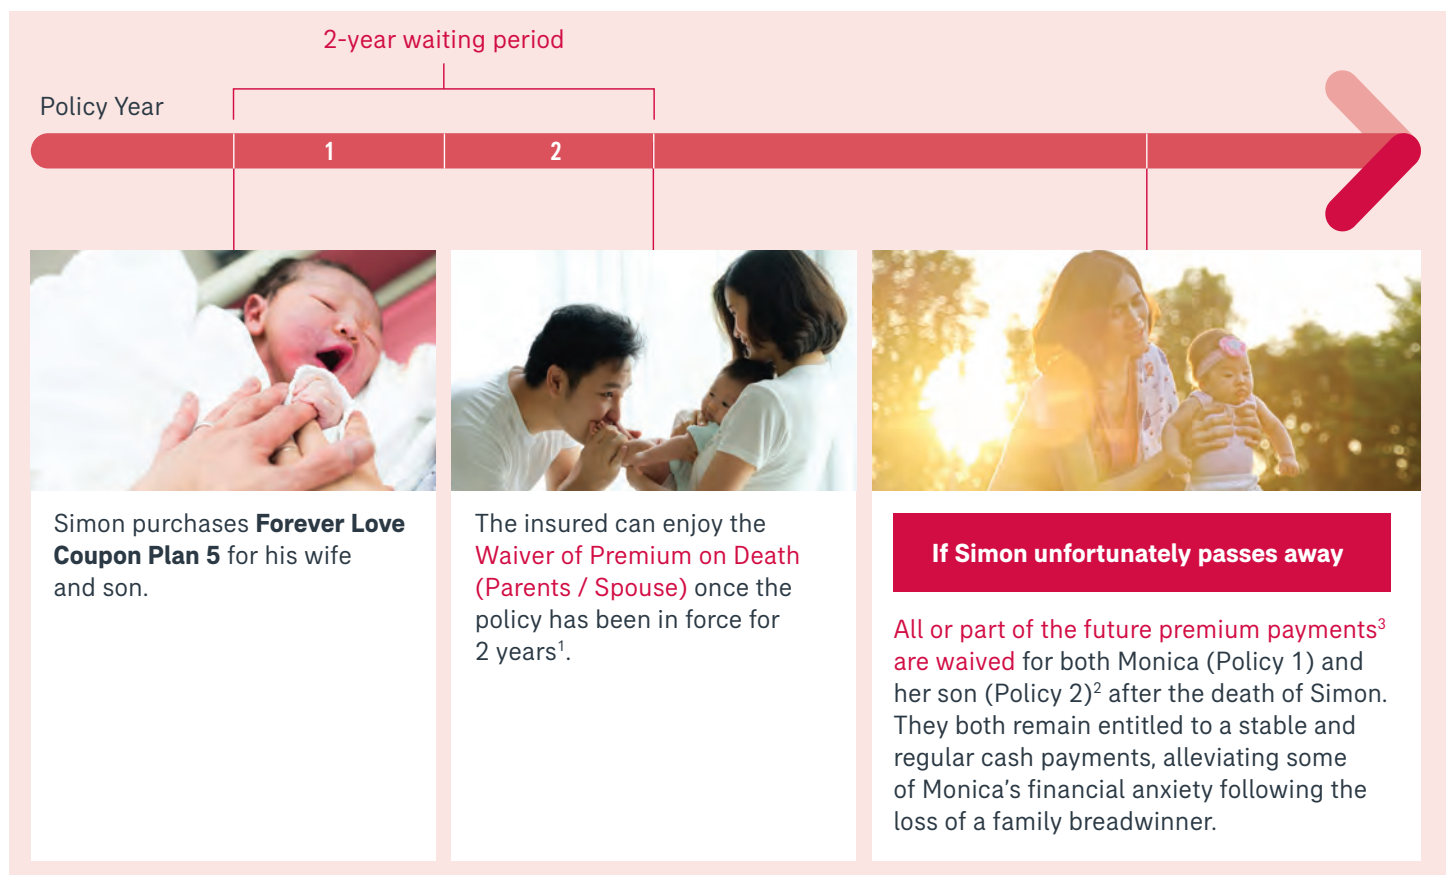 2-year waiting period
Policy Year
1
2
Simon purchases Forever Love
Coupon Plan 5 for his wife
and son.
The insured can enjoy the
Waiver of Premium on Death
(Parents / Spouse) once the
policy has been in force for
2 years¹.
If Simon unfortunately passes away
All or part of the future premium payments³
are waived for both Monica (Policy 1) and
her son (Policy 2)² after the death of Simon.
They both remain entitled to a stable and
regular cash payments, alleviating some
of Monica's financial anxiety following the
loss of a family breadwinner.